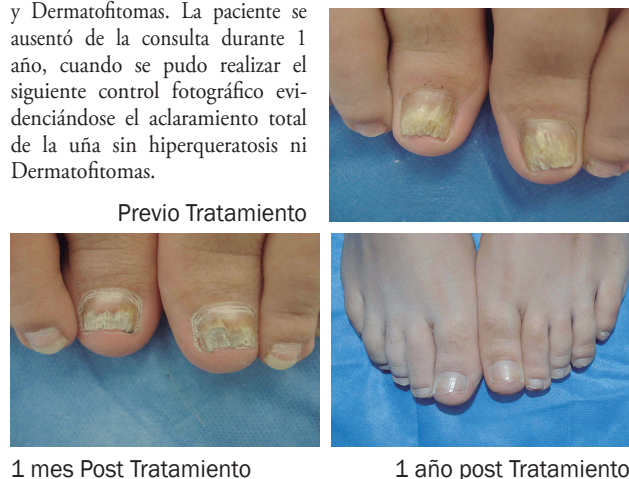 y Dermatofitomas. La paciente se
ausentó de la consulta durante 1
año, cuando se pudo realizar el
siguiente control fotográfico evi-
denciándose el aclaramiento total
de la uña sin hiperqueratosis ni
Dermatofitomas.
Previo Tratamiento
1 mes Post Tratamiento
1 año post Tratamiento